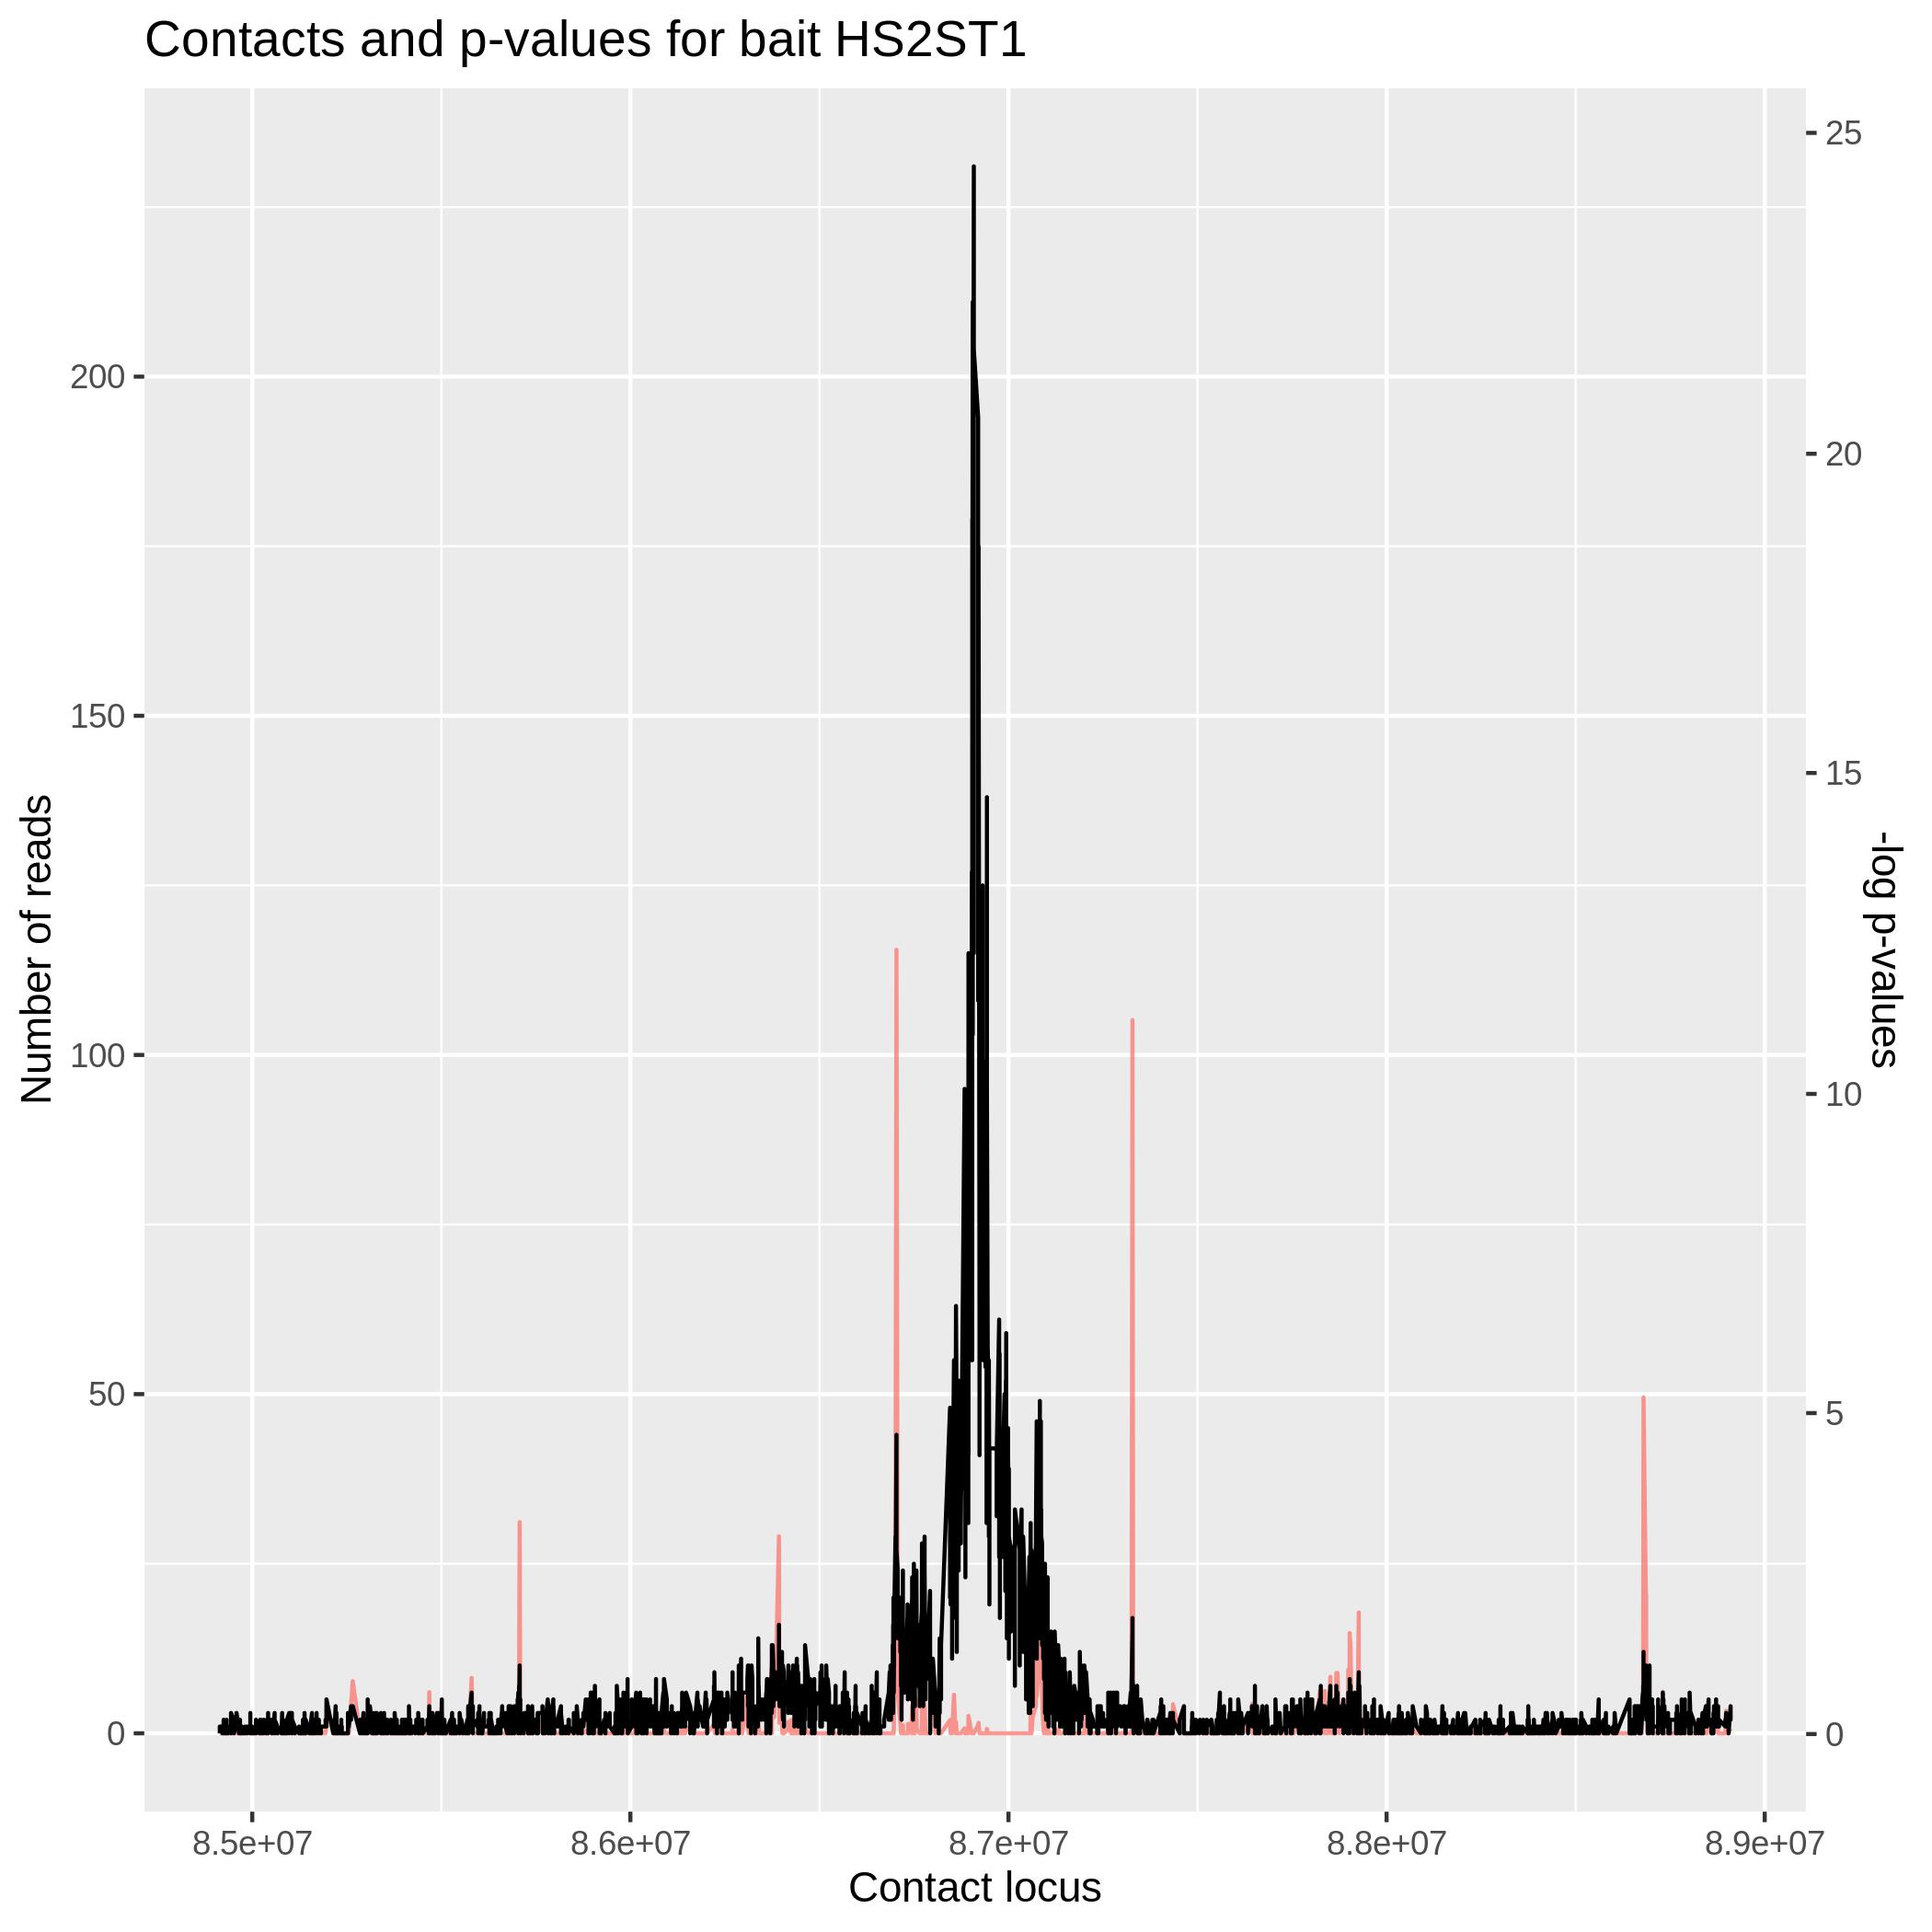 Contacts and p-values for bait HS2ST1
Number of reads
200
150
100
50
0
25
20
15
10
5
0
-log p-values
8.5e+07
8.6e+07
8.7e+07
8.8e+07
8.9e+07
Contact locus